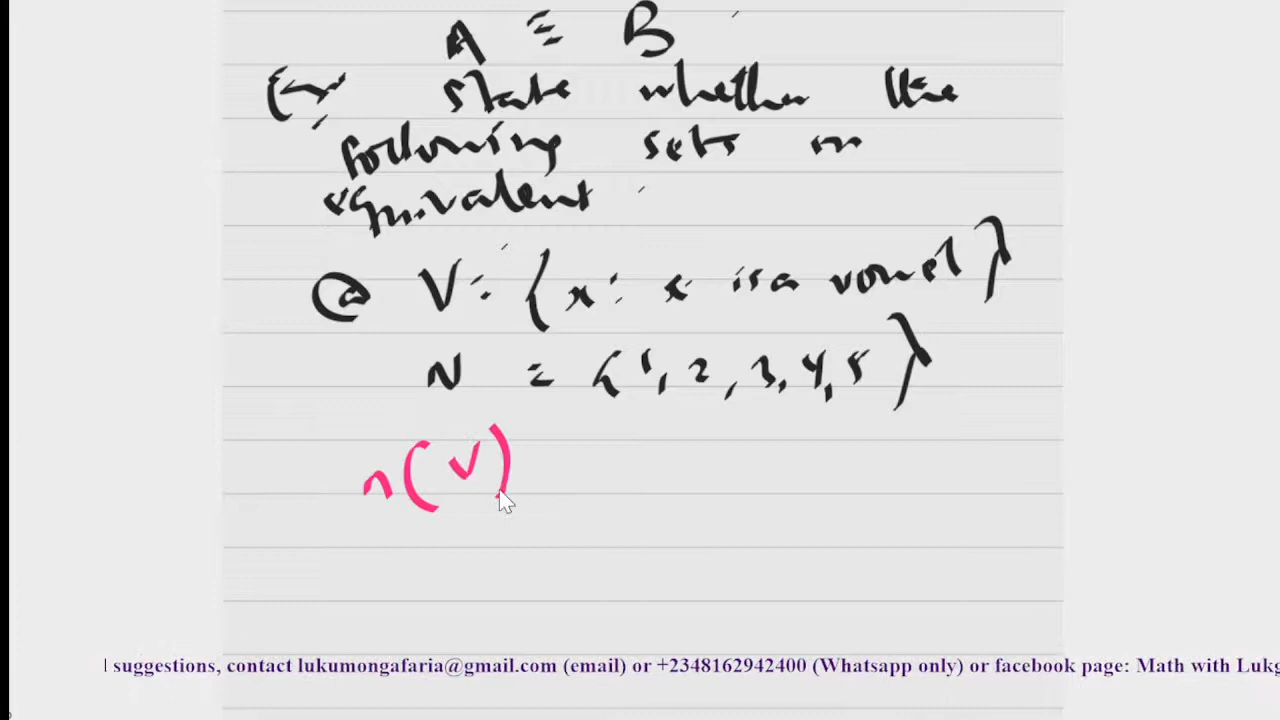 A ≡ B
Ex: state whether the
following sets are
equivalent
(a) V = {x : x is a vowel}
N = {1, 2, 3, 4, 5}
n(V)
suggestions, contact lukumongafaria@gmail.com (email) or +2348162942400 (Whatsapp only) or facebook page: Math with Lukg